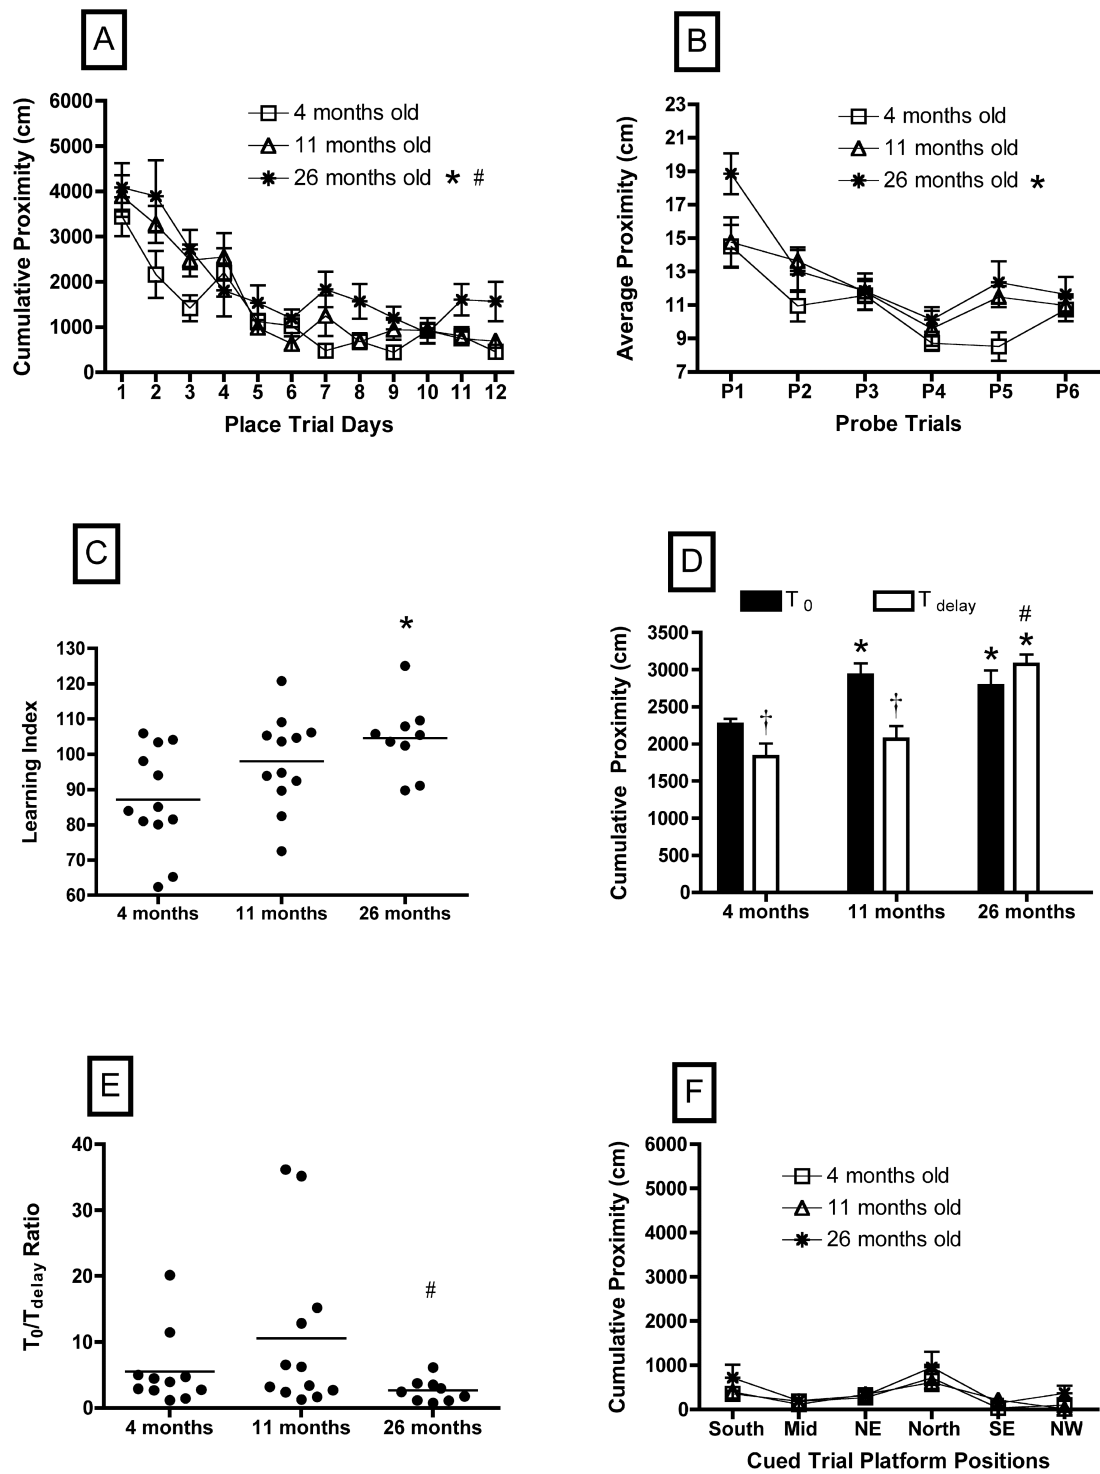 A
B
6000
5000
4000
3000
2000
1000
0
Cumulative Proximity (cm)
4 months old
11 months old
26 months old * #
1 2 3 4 5 6 7 8 9 10 11 12
Place Trial Days
23
21
19
17
15
13
11
9
7
Average Proximity (cm)
4 months old
11 months old
26 months old *
P1 P2 P3 P4 P5 P6
Probe Trials
C
D
130
120
110
100
90
80
70
60
Learning Index
*
4 months 11 months 26 months
T 0 T delay
3500
3000
2500
2000
1500
1000
500
0
Cumulative Proximity (cm)
† * † * # *
4 months 11 months 26 months
E
F
40
30
20
10
0
T0/Tdelay Ratio
#
4 months 11 months 26 months
6000
5000
4000
3000
2000
1000
0
Cumulative Proximity (cm)
4 months old
11 months old
26 months old
South Mid NE North SE NW
Cued Trial Platform Positions